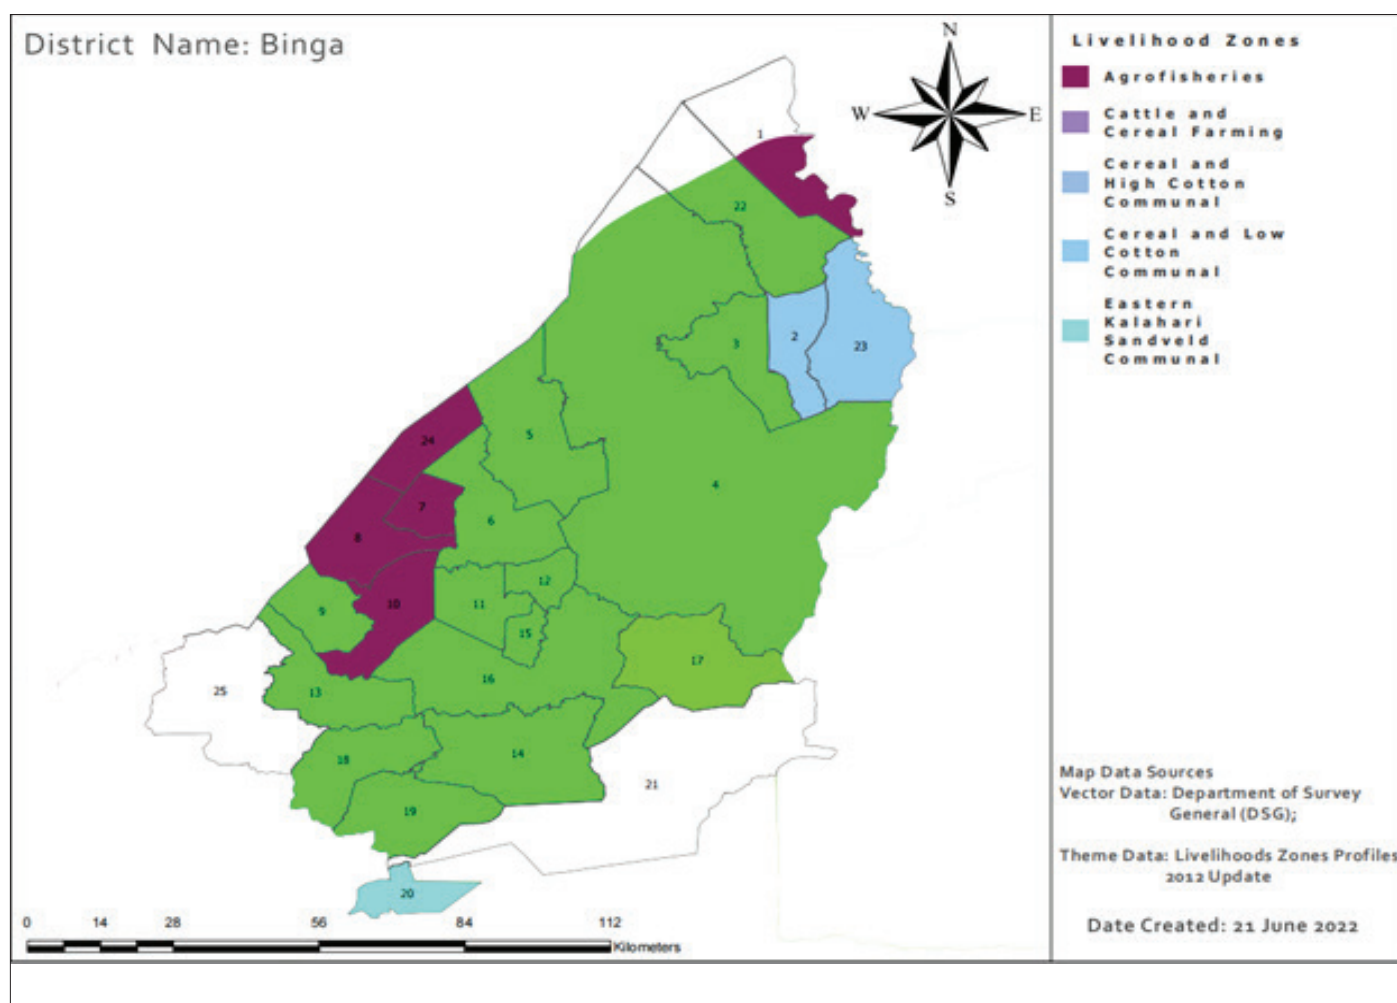 District Name: Binga
N
W
E
S
1
22
2
3
23
24
5
4
7
6
8
12
9
10
11
15
17
16
25
13
14
18
21
19
20
0 14 28 56 84 112
Kilometers
Livelihood Zones
Agrofisheries
Cattle and
Cereal Farming
Cereal and
High Cotton
Communal
Cereal and Low
Cotton
Communal
Eastern
Kalahari
Sandveld
Communal
Map Data Sources
Vector Data: Department of Survey
General (DSG);
Theme Data: Livelihoods Zones Profiles
2012 Update
Date Created: 21 June 2022